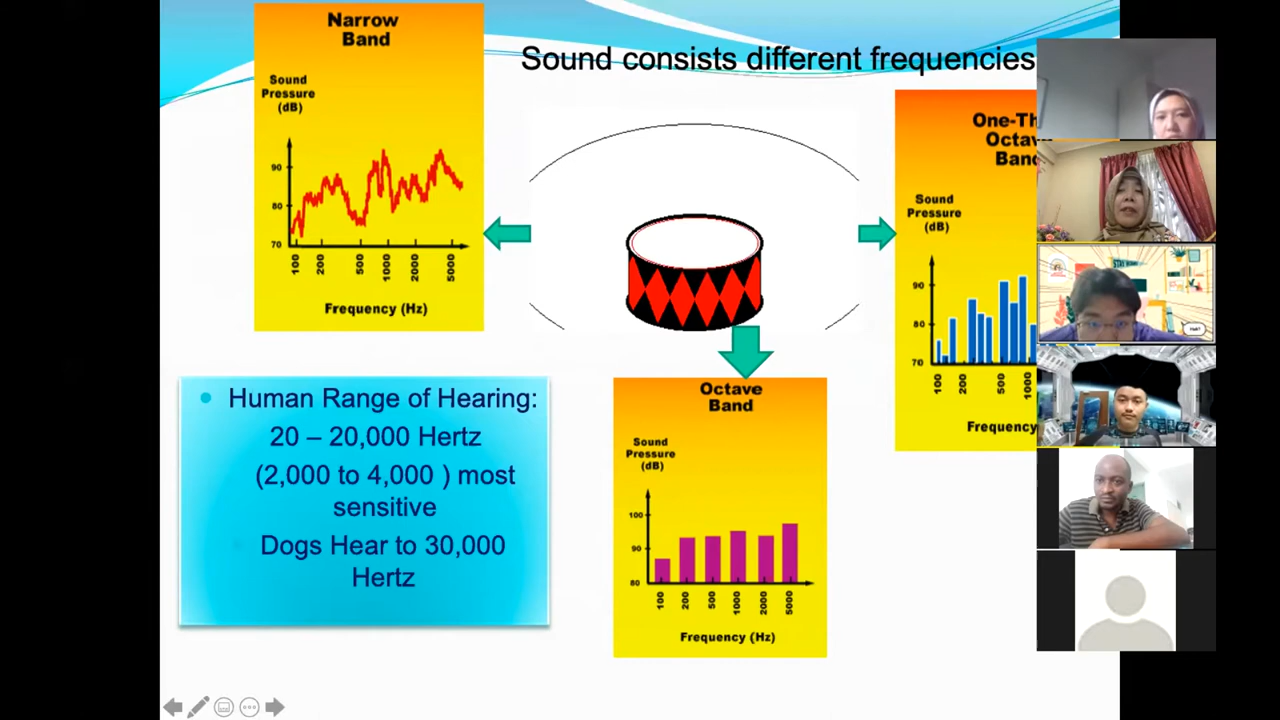 Narrow
Band
Sound
Pressure
(dB)
90
80
70
100
200
500
1000
2000
5000
Frequency (Hz)
Sound consists different frequencies
One-Th
Octav
Band
Sound
Pressure
(dB)
90
80
70
100
200
500
1000
Frequency
Human Range of Hearing:
20 – 20,000 Hertz
(2,000 to 4,000 ) most
sensitive
Dogs Hear to 30,000
Hertz
Octave
Band
Sound
Pressure
(dB)
100
90
80
100
200
500
1000
2000
5000
Frequency (Hz)